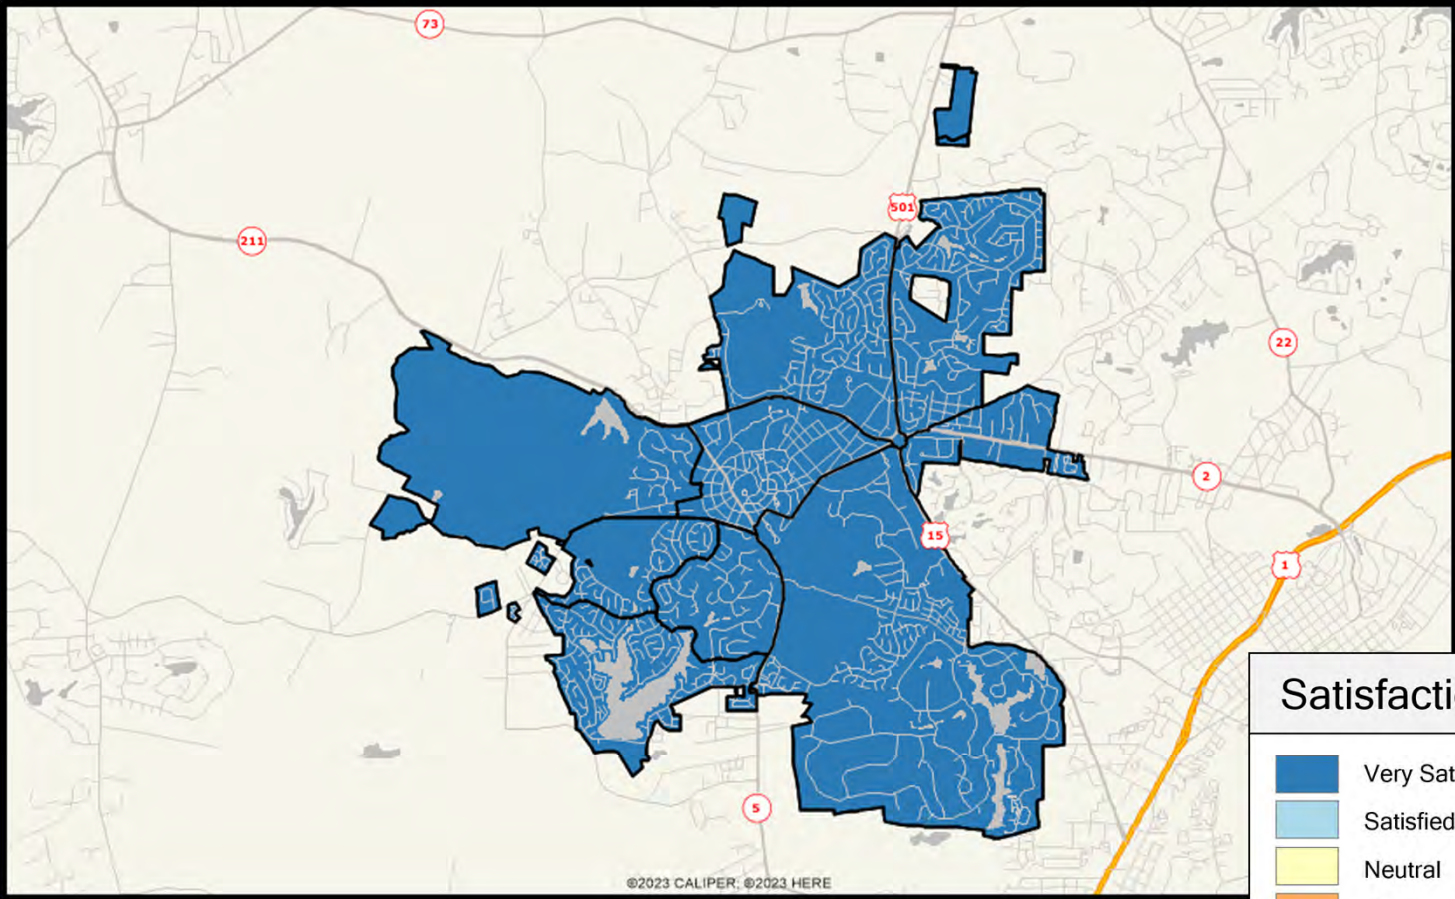 73
501
211
22
2
15
1
5
Satisfacti
Very Sat
Satisfied
Neutral
©2023 CALIPER; ©2023 HERE